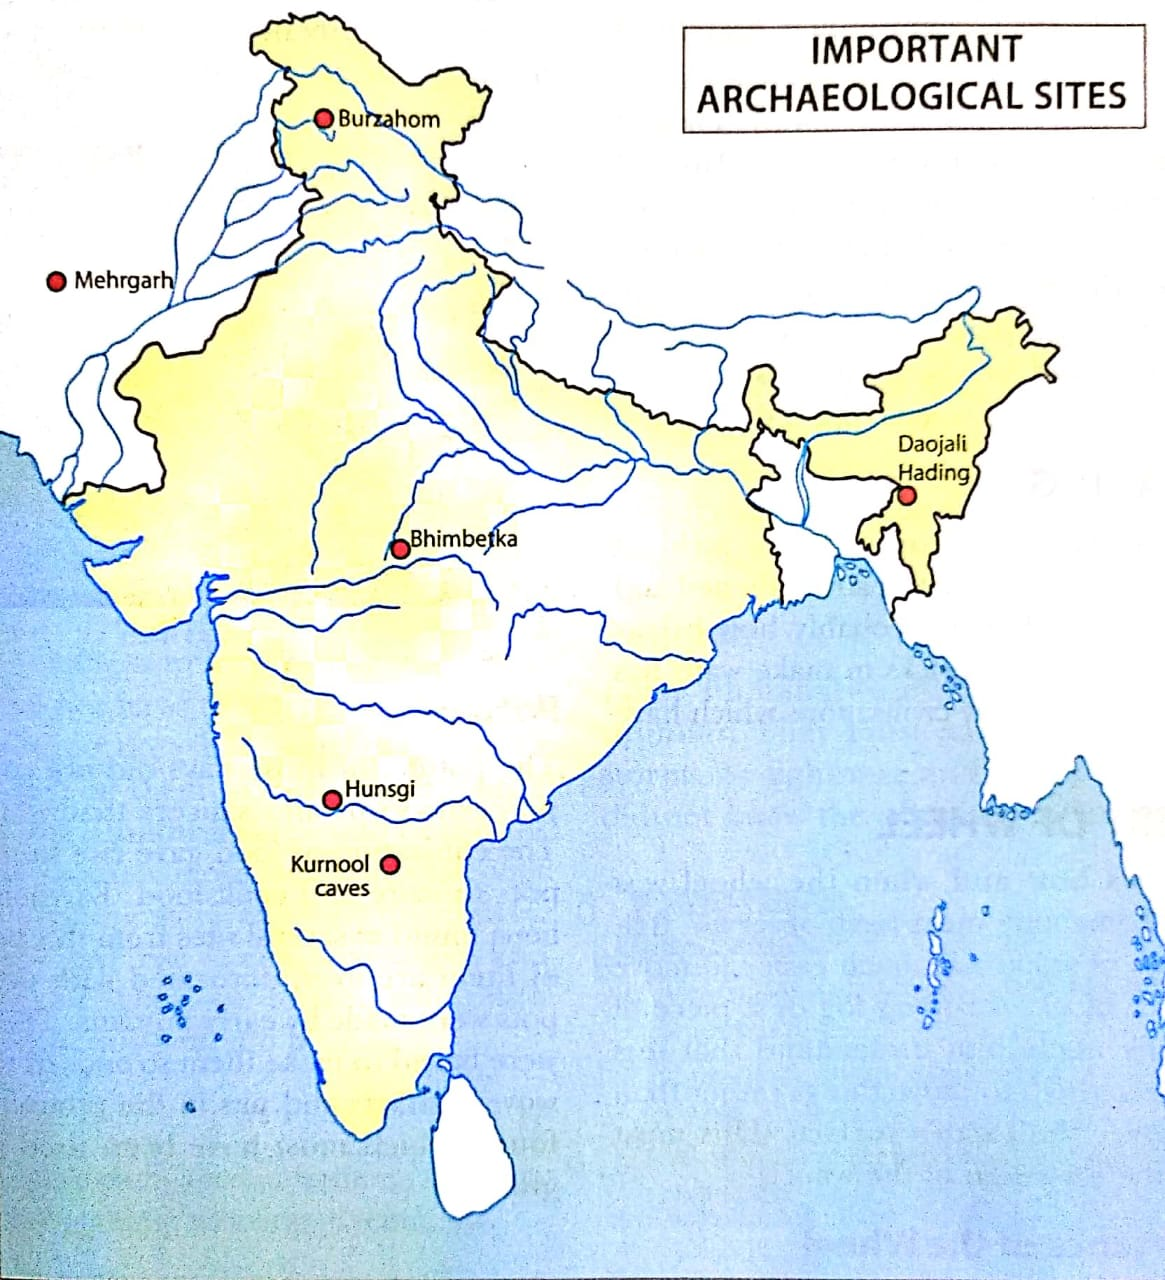 IMPORTANT
ARCHAEOLOGICAL SITES
Burzahom
Mehrgarh
Daojali
Hading
Bhimbetka
Hunsgi
Kurnool
caves